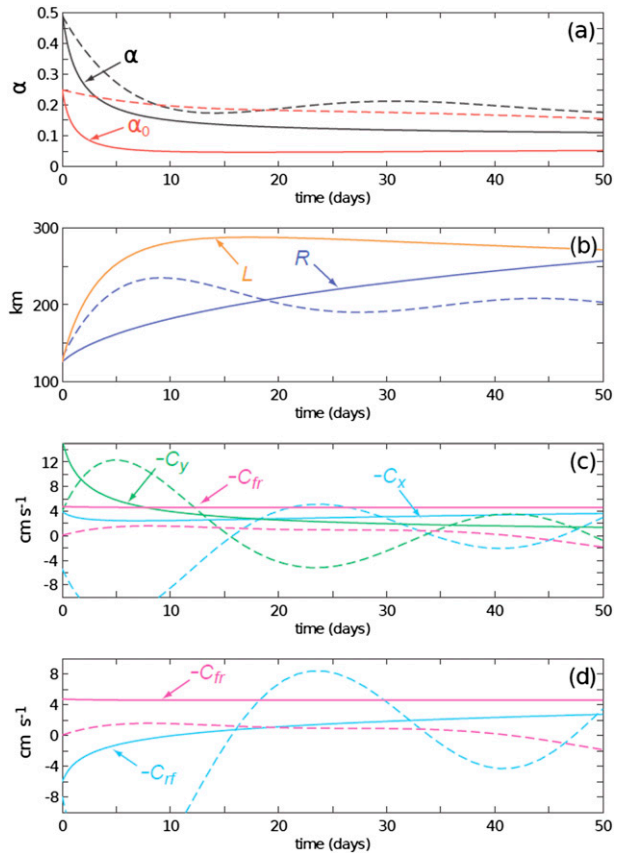 0.5
(a)
0.4
α
α
0.3
0.2
0.1
α₀
0
0 10 20 30 40 50
time (days)
300
(b)
L
R
km
200
100
0 10 20 30 40 50
time (days)
12
(c)
-Cy
-Cfr
-Cx
8
cm s-1
4
0
-4
-8
0 10 20 30 40 50
time (days)
8
-Cfr
(d)
4
cm s-1
0
-4
-Crf
-8
0 10 20 30 40 50
time (days)